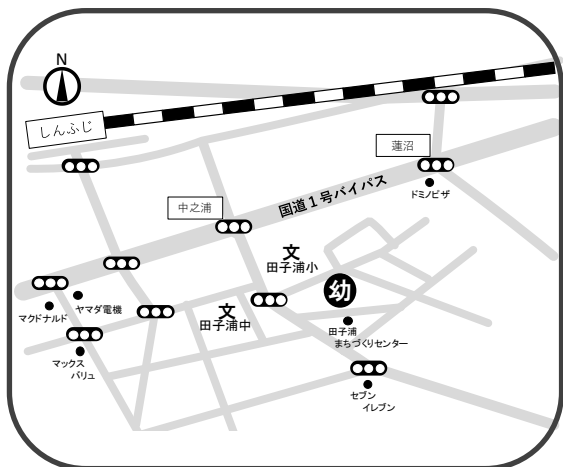 N
しんふじ
蓮沼
ドミノピザ
国道1号バイパス
中之浦
文
田子浦小
幼
マクドナルド
ヤマダ電機
文
田子浦中
田子浦
まちづくりセンター
マックス
バリュ
セブン
イレブン